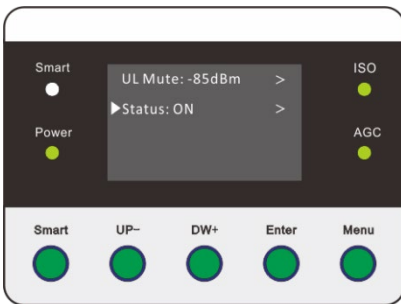 Smart
ISO
UL Mute: -85dBm >
▶Status: ON >
Power
AGC
Smart UP- DW+ Enter Menu